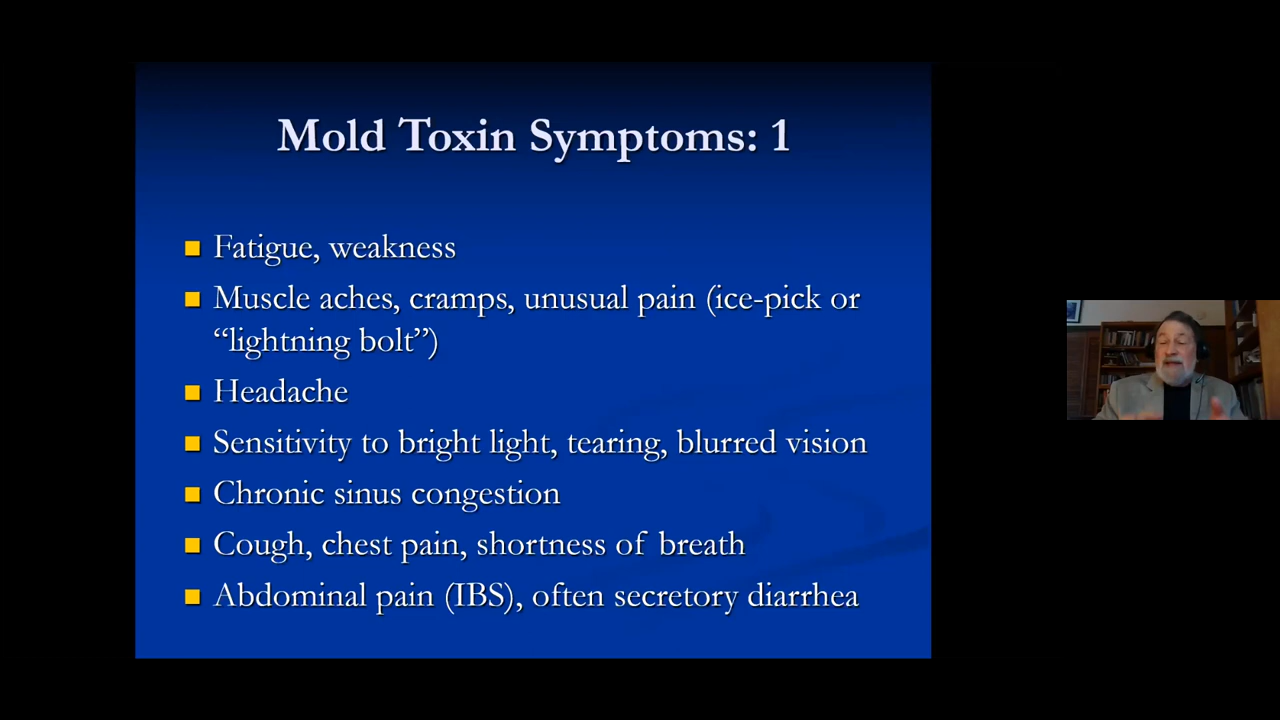 Mold Toxin Symptoms: 1
Fatigue, weakness
Muscle aches, cramps, unusual pain (ice-pick or
“lightning bolt”)
Headache
Sensitivity to bright light, tearing, blurred vision
Chronic sinus congestion
Cough, chest pain, shortness of breath
Abdominal pain (IBS), often secretory diarrhea